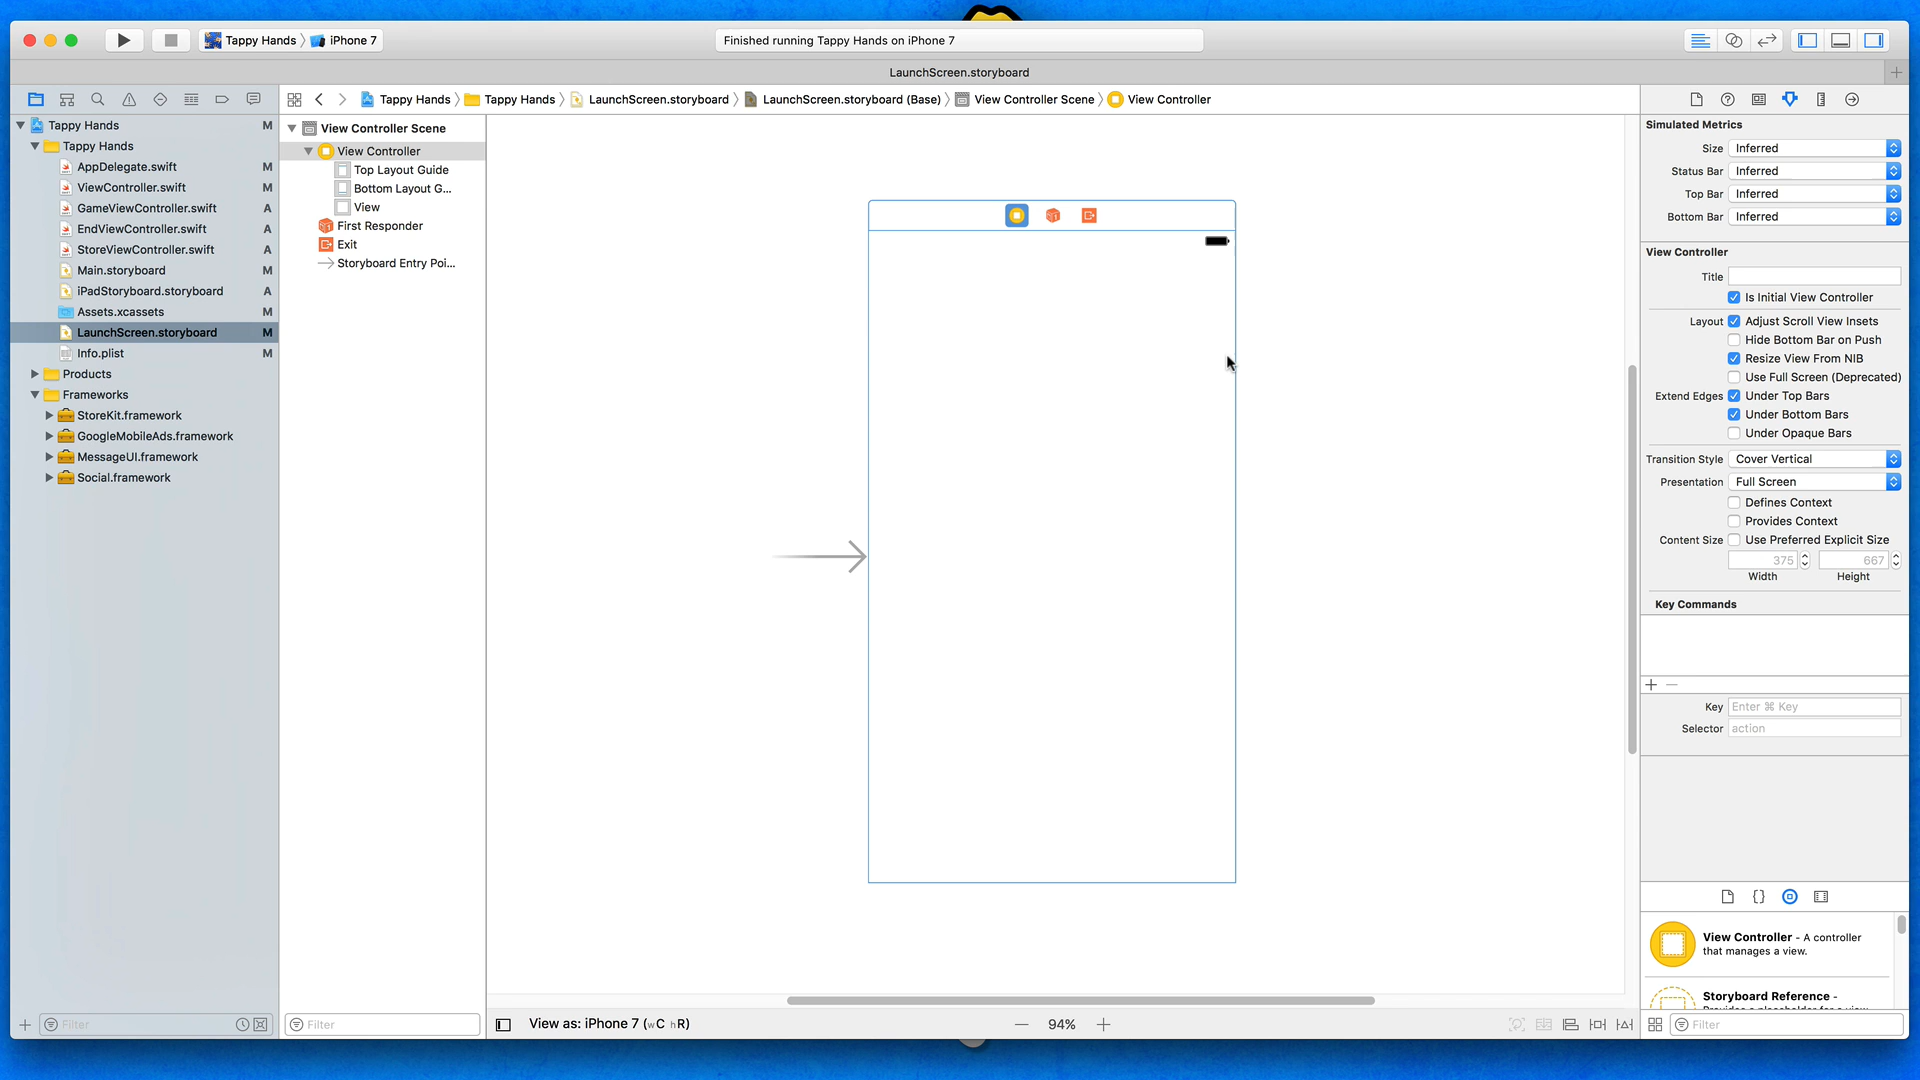 Tappy Hands
iPhone 7
Finished running Tappy Hands on iPhone 7
LaunchScreen.storyboard
Tappy Hands
Tappy Hands
LaunchScreen.storyboard
LaunchScreen.storyboard (Base)
View Controller Scene
View Controller
Tappy Hands M
Tappy Hands
AppDelegate.swift M
ViewController.swift M
GameViewController.swift A
EndViewController.swift A
StoreViewController.swift A
Main.storyboard M
iPadStoryboard.storyboard A
Assets.xcassets M
LaunchScreen.storyboard M
Info.plist M
Products
Frameworks
StoreKit.framework
GoogleMobileAds.framework
MessageUI.framework
Social.framework
Filter
View Controller Scene
View Controller
Top Layout Guide
Bottom Layout G...
View
First Responder
Exit
Storyboard Entry Poi...
Filter
View as: iPhone 7 (wC hR)
94%
Simulated Metrics
Size Inferred
Status Bar Inferred
Top Bar Inferred
Bottom Bar Inferred
View Controller
Title
Is Initial View Controller
Layout Adjust Scroll View Insets
Hide Bottom Bar on Push
Resize View From NIB
Use Full Screen (Deprecated)
Extend Edges Under Top Bars
Under Bottom Bars
Under Opaque Bars
Transition Style Cover Vertical
Presentation Full Screen
Defines Context
Provides Context
Content Size Use Preferred Explicit Size
375 667
Width Height
Key Commands
Key Enter ⌘ Key
Selector action
View Controller - A controller
that manages a view.
Storyboard Reference -
Filter